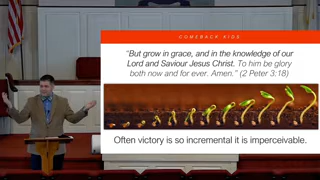 COMEBACK KIDS
"But grow in grace, and in the knowledge of our
Lord and Saviour Jesus Christ. To him be glory
both now and for ever. Amen." (2 Peter 3:18)
Often victory is so incremental it is imperceivable.